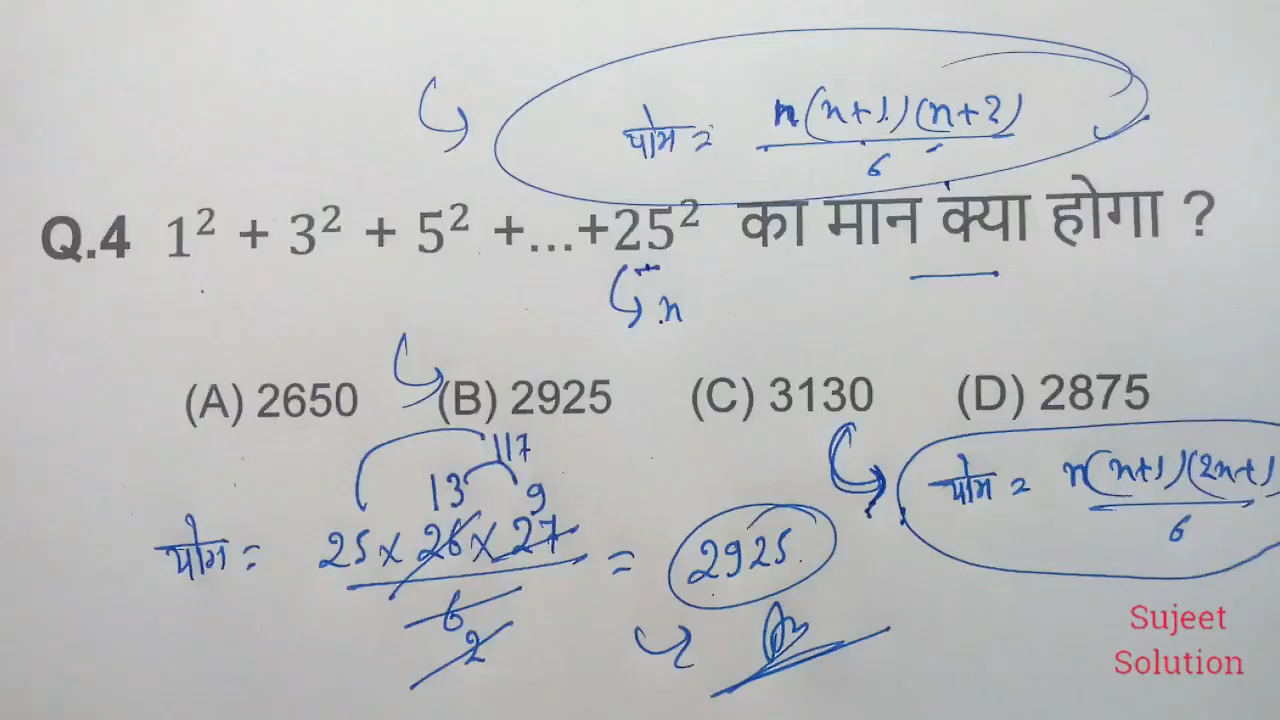 योग = n(n+1)(n+2)
6
Q.4 1² + 3² + 5² +...+25² का मान क्या होगा ?
n
(A) 2650 (B) 2925 (C) 3130 (D) 2875
117
13 9
योग = n(n+1)(2n+1)
6
योग = 25 × 26 × 27 = 2925
6
2
Sujeet
Solution